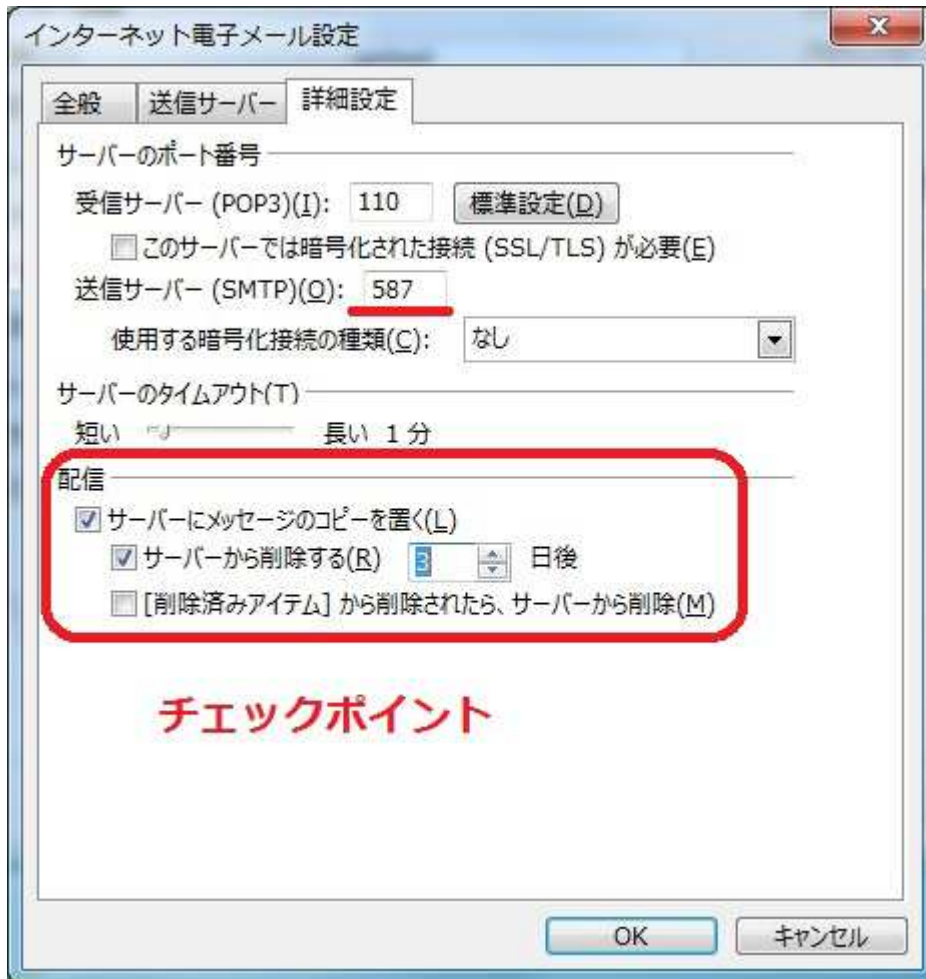 インターネット電子メール設定
全般 送信サーバー 詳細設定
サーバーのポート番号
受信サーバー (POP3)(I): 110 標準設定(D)
このサーバーでは暗号化された接続 (SSL/TLS) が必要(E)
送信サーバー (SMTP)(O): 587
使用する暗号化接続の種類(C): なし
サーバーのタイムアウト(T)
短い 長い 1 分
配信
サーバーにメッセージのコピーを置く(L)
サーバーから削除する(R) 3 日後
[削除済みアイテム] から削除されたら、サーバーから削除(M)
チェックポイント
OK キャンセル